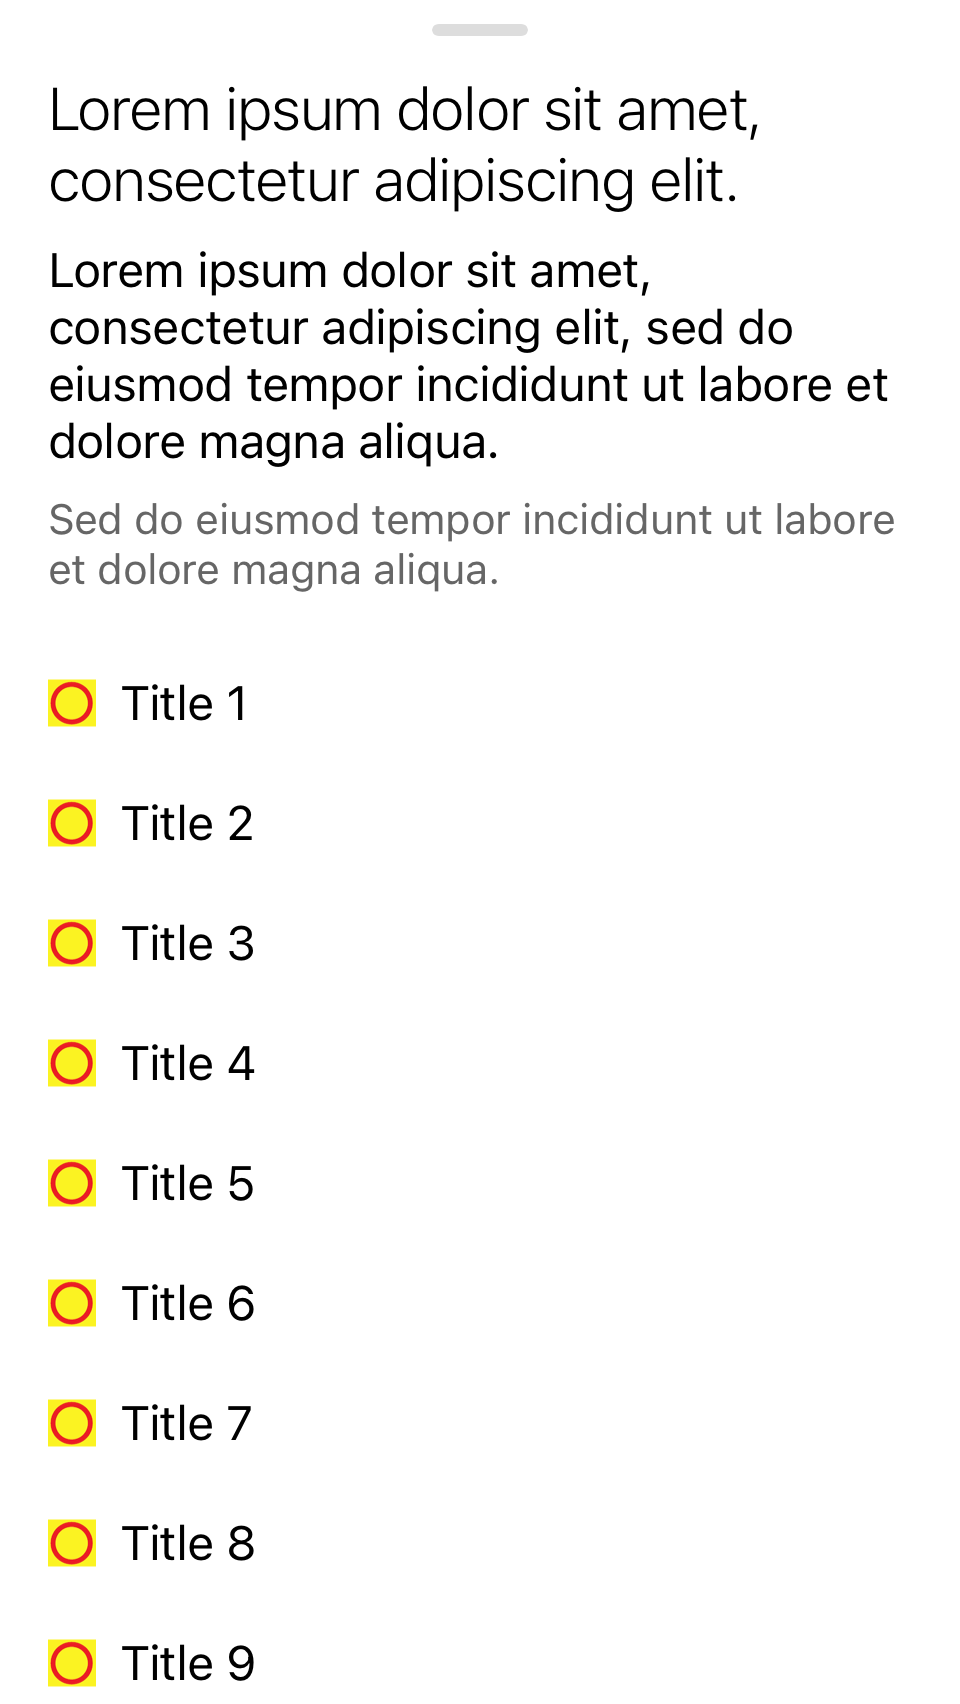 Lorem ipsum dolor sit amet,
consectetur adipiscing elit.
Lorem ipsum dolor sit amet,
consectetur adipiscing elit, sed do
eiusmod tempor incididunt ut labore et
dolore magna aliqua.
Sed do eiusmod tempor incididunt ut labore
et dolore magna aliqua.
Title 1
Title 2
Title 3
Title 4
Title 5
Title 6
Title 7
Title 8
Title 9